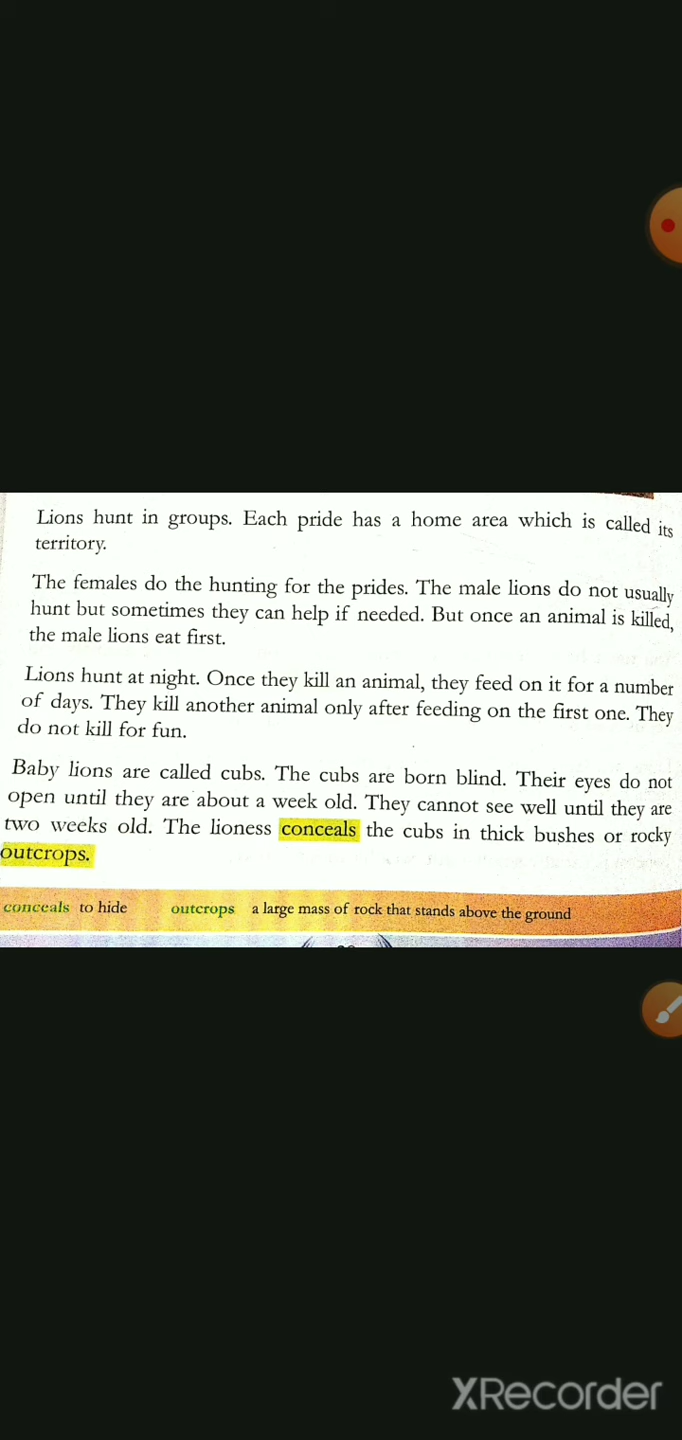 Lions hunt in groups. Each pride has a home area which is called its
territory.
The females do the hunting for the prides. The male lions do not usually
hunt but sometimes they can help if needed. But once an animal is killed,
the male lions eat first.
Lions hunt at night. Once they kill an animal, they feed on it for a number
of days. They kill another animal only after feeding on the first one. They
do not kill for fun.
Baby lions are called cubs. The cubs are born blind. Their eyes do not
open until they are about a week old. They cannot see well until they are
two weeks old. The lioness conceals the cubs in thick bushes or rocky
outcrops.
conceals to hide outcrops a large mass of rock that stands above the ground
XRecorder